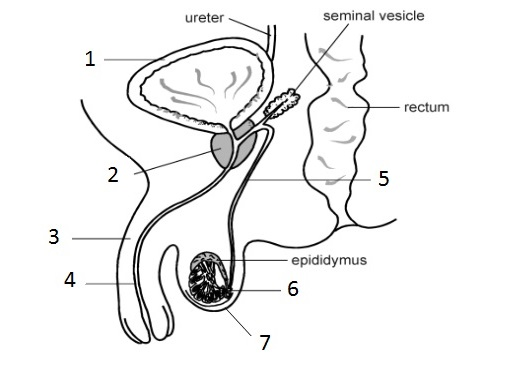 ureter
seminal vesicle
1
rectum
2
5
3
epididymus
4
6
7